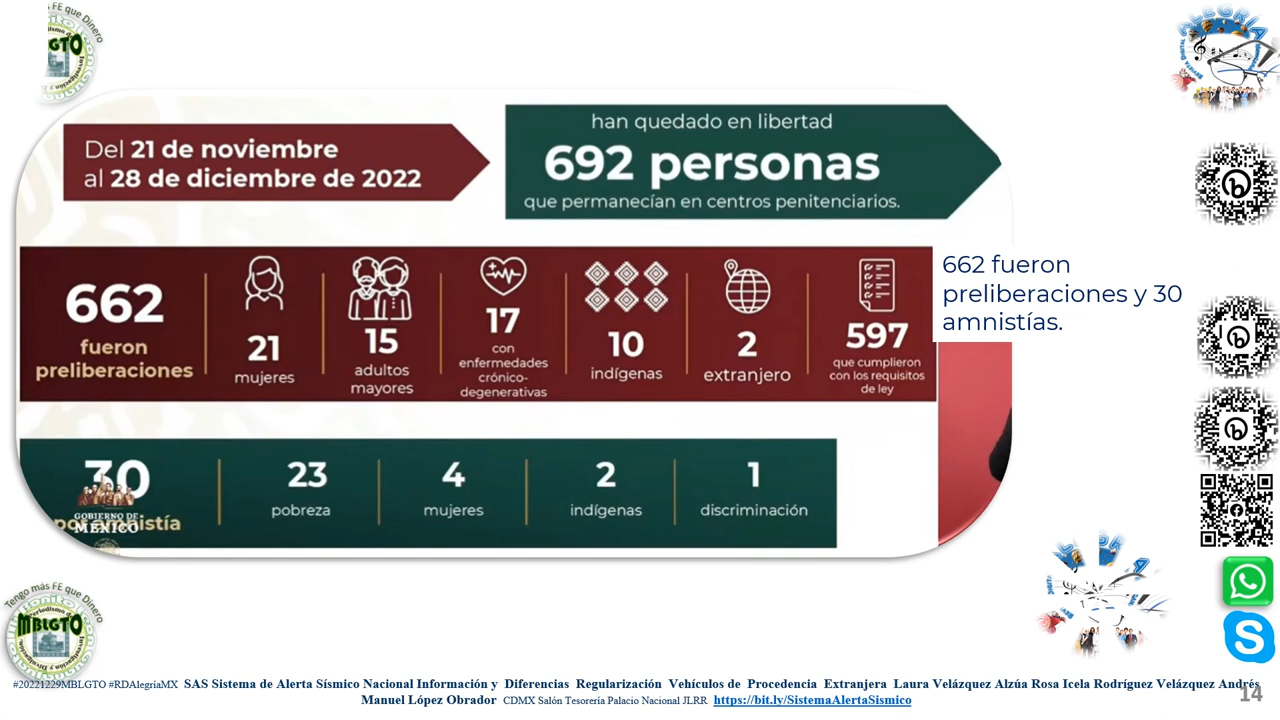 Tengo más FE que Dinero
MBLGTO
ALEGRIA
Del 21 de noviembre
al 28 de diciembre de 2022
han quedado en libertad
692 personas
que permanecían en centros penitenciarios.
662
fueron
preliberaciones
21
mujeres
15
adultos
mayores
17
con
enfermedades
crónico-
degenerativas
10
indígenas
2
extranjero
597
que cumplieron
con los requisitos
de ley
662 fueron
preliberaciones y 30
amnistías.
30
por amnistía
GOBIERNO DE
MÉXICO
23
pobreza
4
mujeres
2
indígenas
1
discriminación
#20221229MBLGTO #RDAlegríaMX SAS Sistema de Alerta Sísmico Nacional Información y Diferencias Regularización Vehículos de Procedencia Extranjera Laura Velázquez Alzúa Rosa Icela Rodríguez Velázquez Andrés
Manuel López Obrador CDMX Salón Tesorería Palacio Nacional JLRR https://bit.ly/SistemaAlertaSismico
14